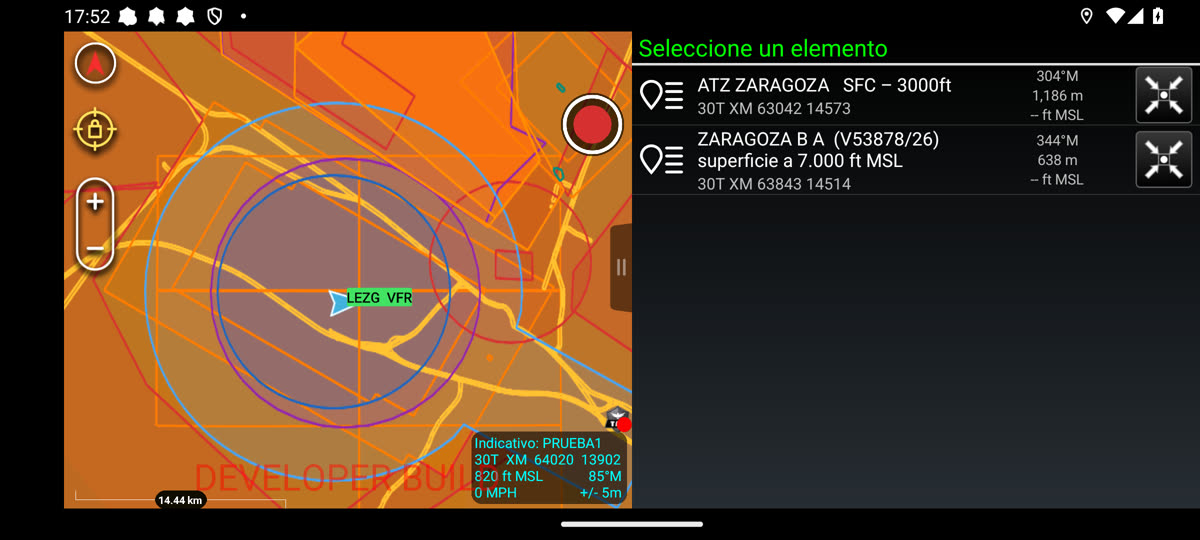 17:52
Seleccione un elemento
ATZ ZARAGOZA   SFC – 3000ft
30T XM 63042 14573
304°M
1,186 m
-- ft MSL
ZARAGOZA B A  (V53878/26)
superficie a 7.000 ft MSL
30T XM 63843 14514
344°M
638 m
-- ft MSL
LEZG  VFR
Indicativo: PRUEBA1
30T  XM  64020  13902
820 ft MSL 85°M
0 MPH +/- 5m
DEVELOPER BUIL
14.44 km